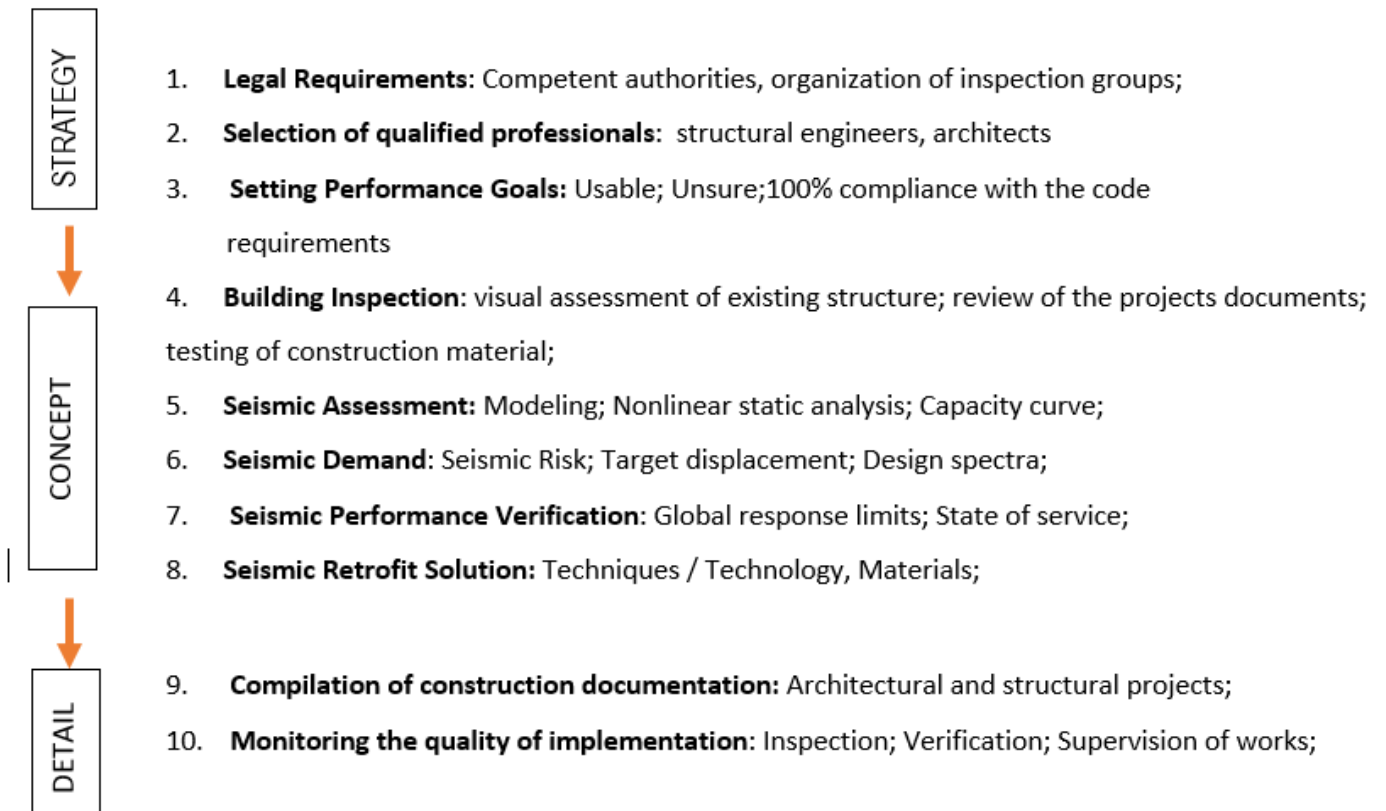 STRATEGY
1. Legal Requirements: Competent authorities, organization of inspection groups;
2. Selection of qualified professionals: structural engineers, architects
3. Setting Performance Goals: Usable; Unsure;100% compliance with the code
requirements
CONCEPT
4. Building Inspection: visual assessment of existing structure; review of the projects documents;
testing of construction material;
5. Seismic Assessment: Modeling; Nonlinear static analysis; Capacity curve;
6. Seismic Demand: Seismic Risk; Target displacement; Design spectra;
7. Seismic Performance Verification: Global response limits; State of service;
8. Seismic Retrofit Solution: Techniques / Technology, Materials;
DETAIL
9. Compilation of construction documentation: Architectural and structural projects;
10. Monitoring the quality of implementation: Inspection; Verification; Supervision of works;